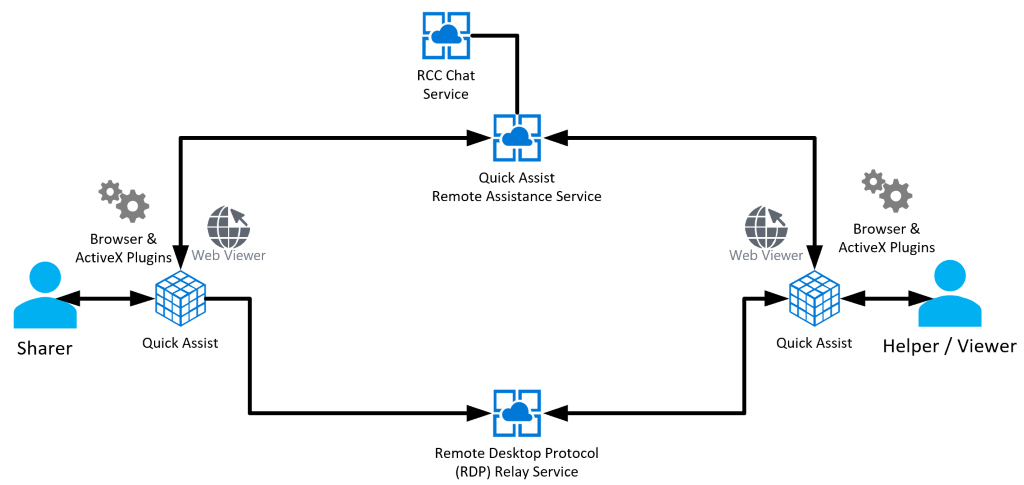 RCC Chat
Service
Quick Assist
Remote Assistance Service
Browser &
ActiveX Plugins
Web Viewer
Web Viewer
Browser &
ActiveX Plugins
Sharer
Quick Assist
Quick Assist
Helper / Viewer
Remote Desktop Protocol
(RDP) Relay Service